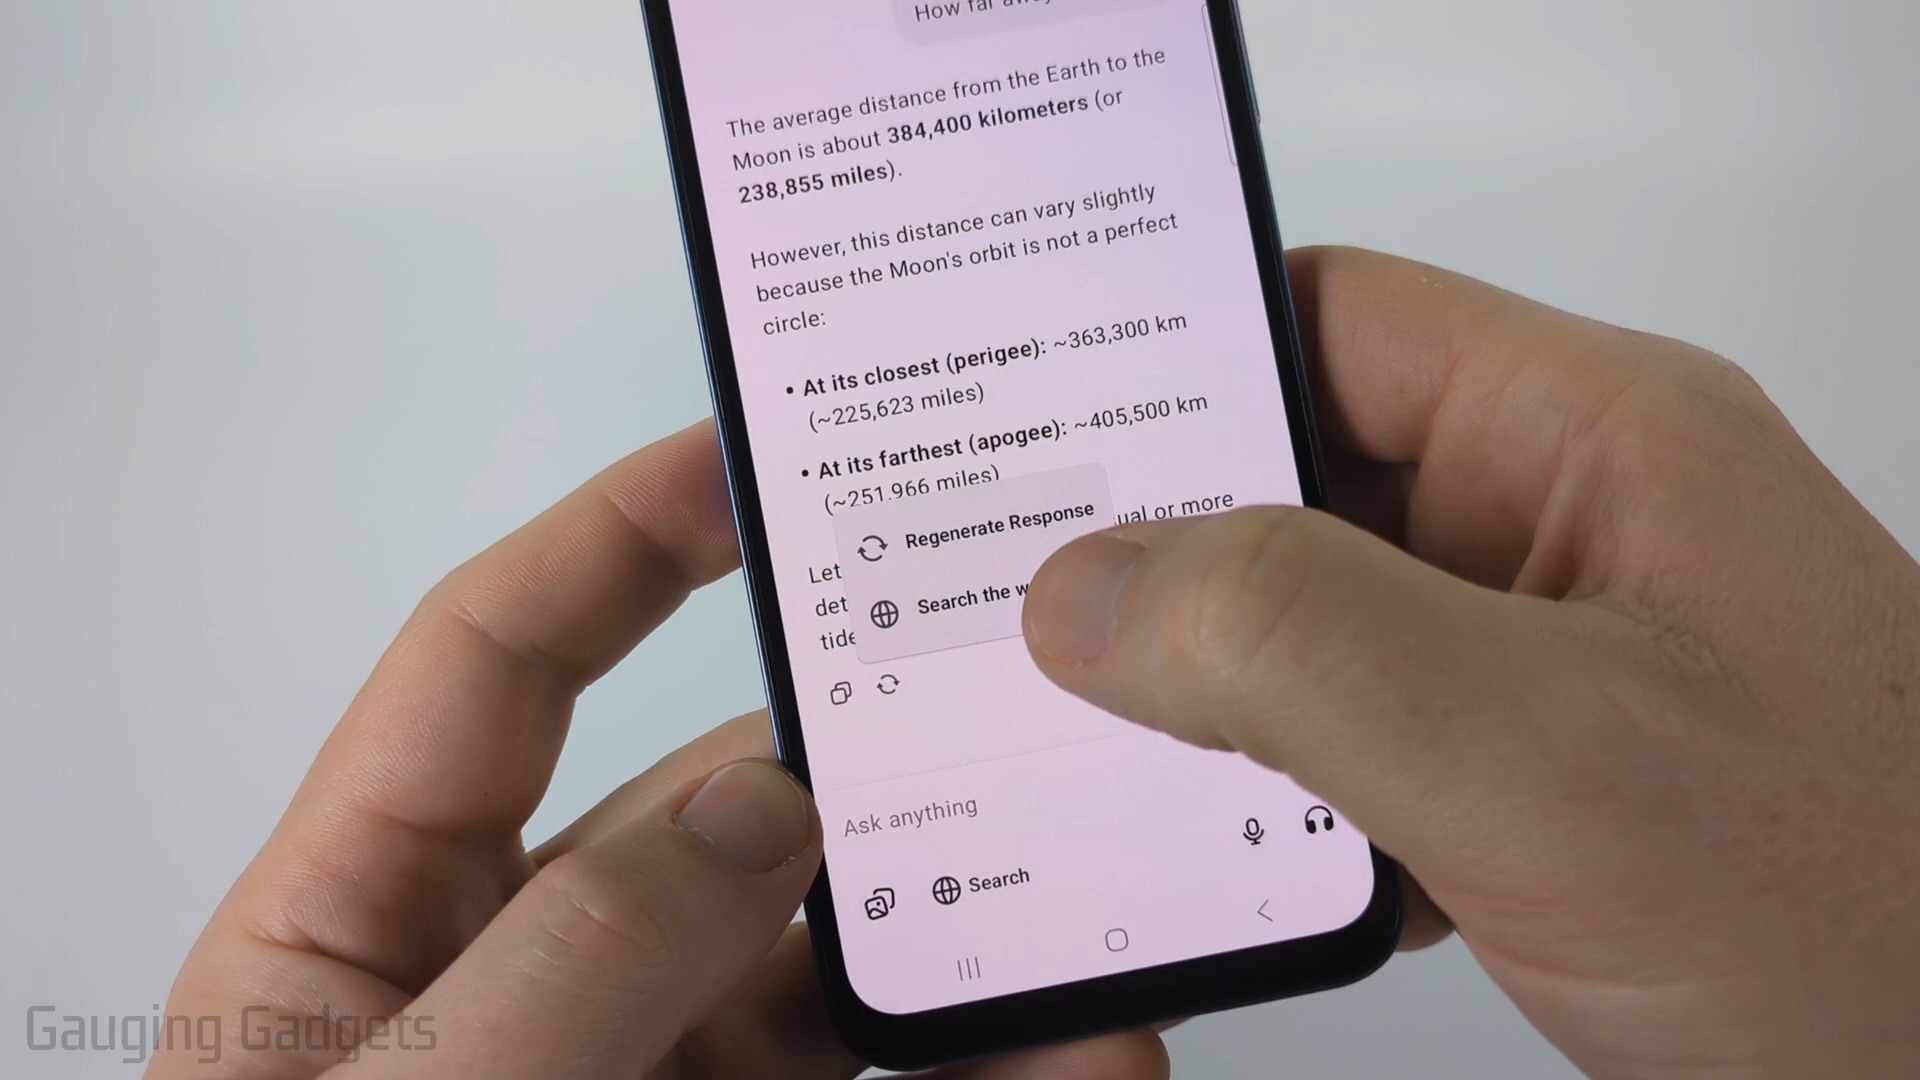 How far away
The average distance from the Earth to the
Moon is about 384,400 kilometers (or
238,855 miles).
However, this distance can vary slightly
because the Moon's orbit is not a perfect
circle:
• At its closest (perigee): ~363,300 km
(~225,623 miles)
• At its farthest (apogee): ~405,500 km
(~251,966 miles)
Regenerate Response
or more
Let
Search the
Ask anything
Search
Gauging Gadgets